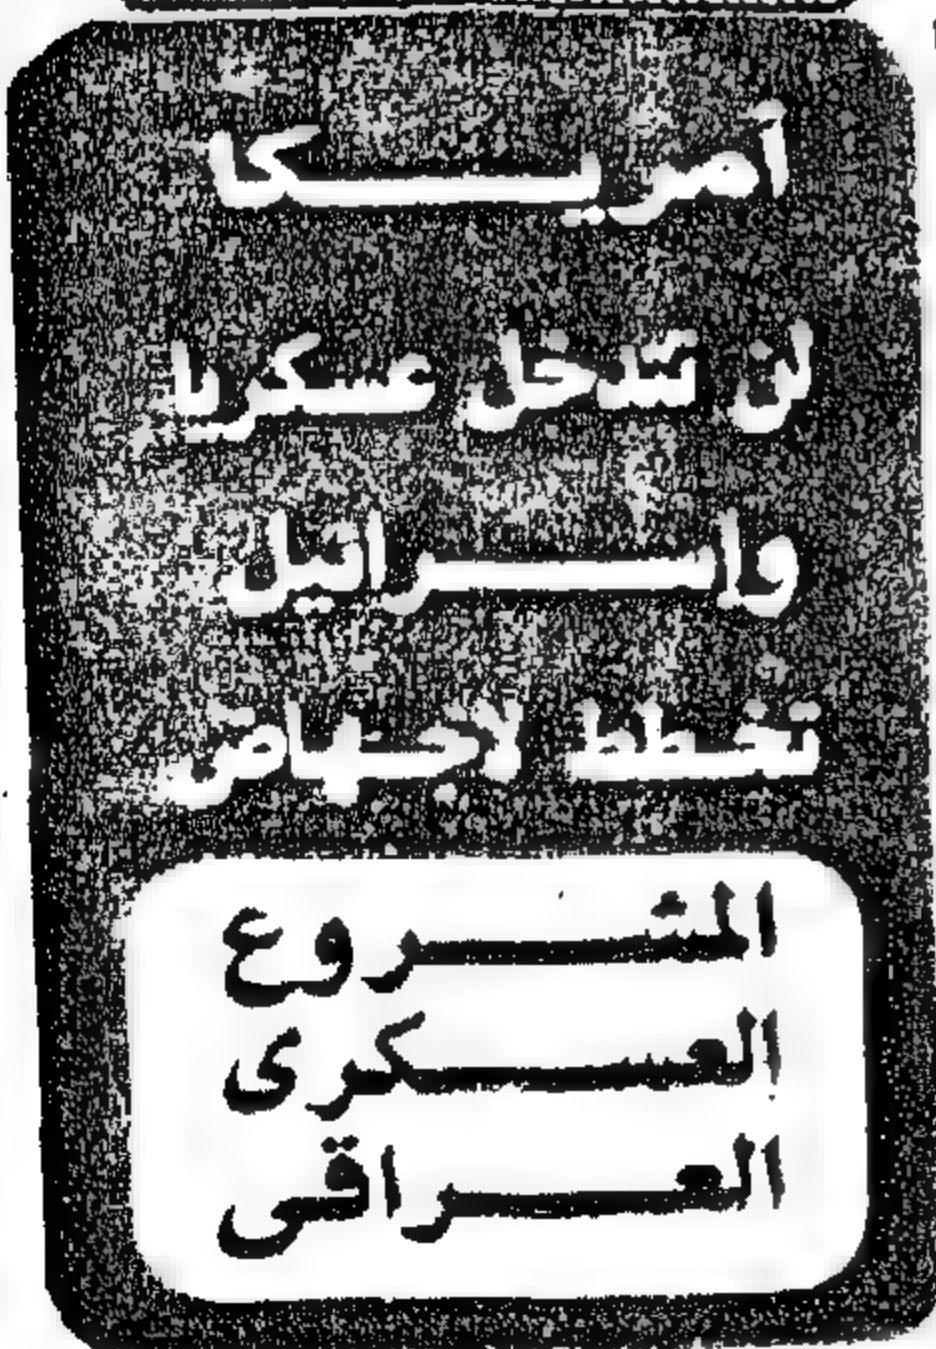 أمريكا
لن تتدخل عسكريا
وإسرائيل
تخطط لإجهاض
المشروع
العسكرى
العراقى